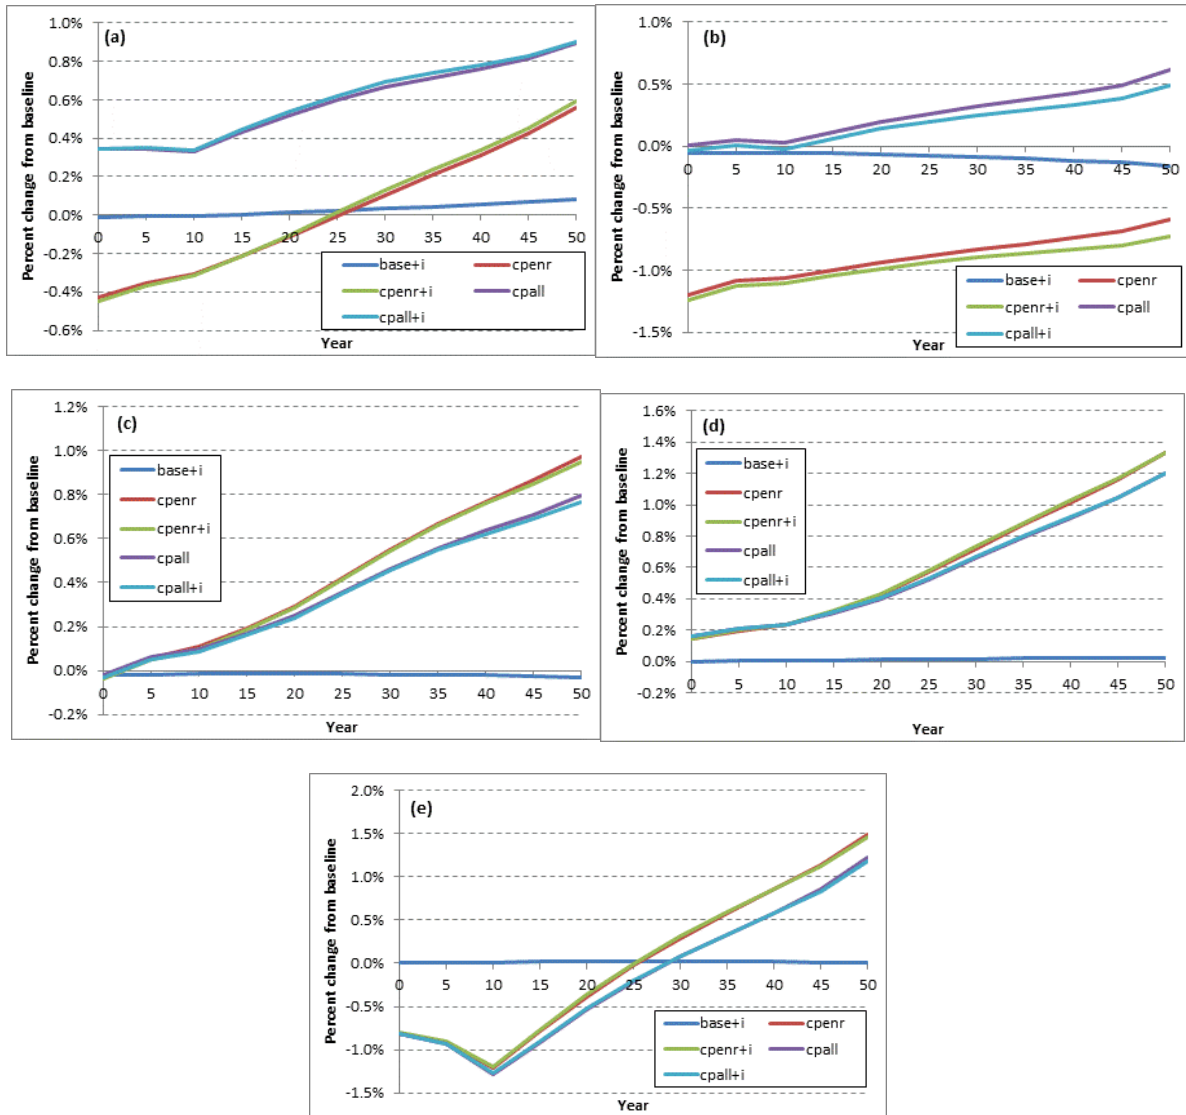 (a)
Percent change from baseline
1.0%
0.8%
0.6%
0.4%
0.2%
0.0%
-0.2%
-0.4%
-0.6%
0 5 10 15 20 25 30 35 40 45 50
base+i cpenr
cpenr+i cpall
cpall+i
Year
(b)
Percent change from baseline
1.0%
0.5%
0.0%
-0.5%
-1.0%
-1.5%
0 5 10 15 20 25 30 35 40 45 50
base+i cpenr
cpenr+i cpall
cpall+i
Year
(c)
Percent change from baseline
1.2%
1.0%
0.8%
0.6%
0.4%
0.2%
0.0%
-0.2%
base+i
cpenr
cpenr+i
cpall
cpall+i
0 5 10 15 20 25 30 35 40 45 50
Year
(d)
Percent change from baseline
1.6%
1.4%
1.2%
1.0%
0.8%
0.6%
0.4%
0.2%
0.0%
-0.2%
base+i
cpenr
cpenr+i
cpall
cpall+i
0 5 10 15 20 25 30 35 40 45 50
Year
(e)
Percent change from baseline
2.0%
1.5%
1.0%
0.5%
0.0%
-0.5%
-1.0%
-1.5%
0 5 10 15 20 25 30 35 40 45 50
base+i cpenr
cpenr+i cpall
cpall+i
Year